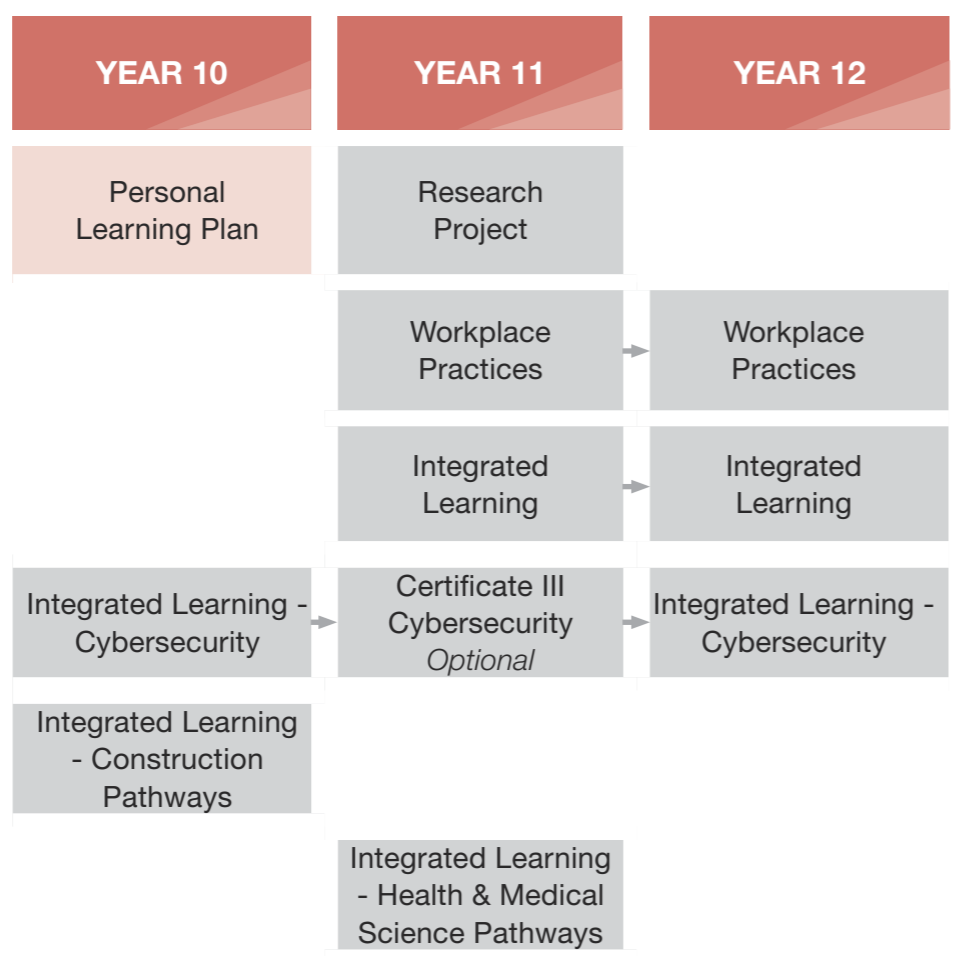 YEAR 10
YEAR 11
YEAR 12
Personal
Learning Plan
Research
Project
Workplace
Practices
Workplace
Practices
Integrated
Learning
Integrated
Learning
Integrated Learning -
Cybersecurity
Certificate III
Cybersecurity
Optional
Integrated Learning -
Cybersecurity
Integrated Learning
- Construction
Pathways
Integrated Learning
- Health & Medical
Science Pathways